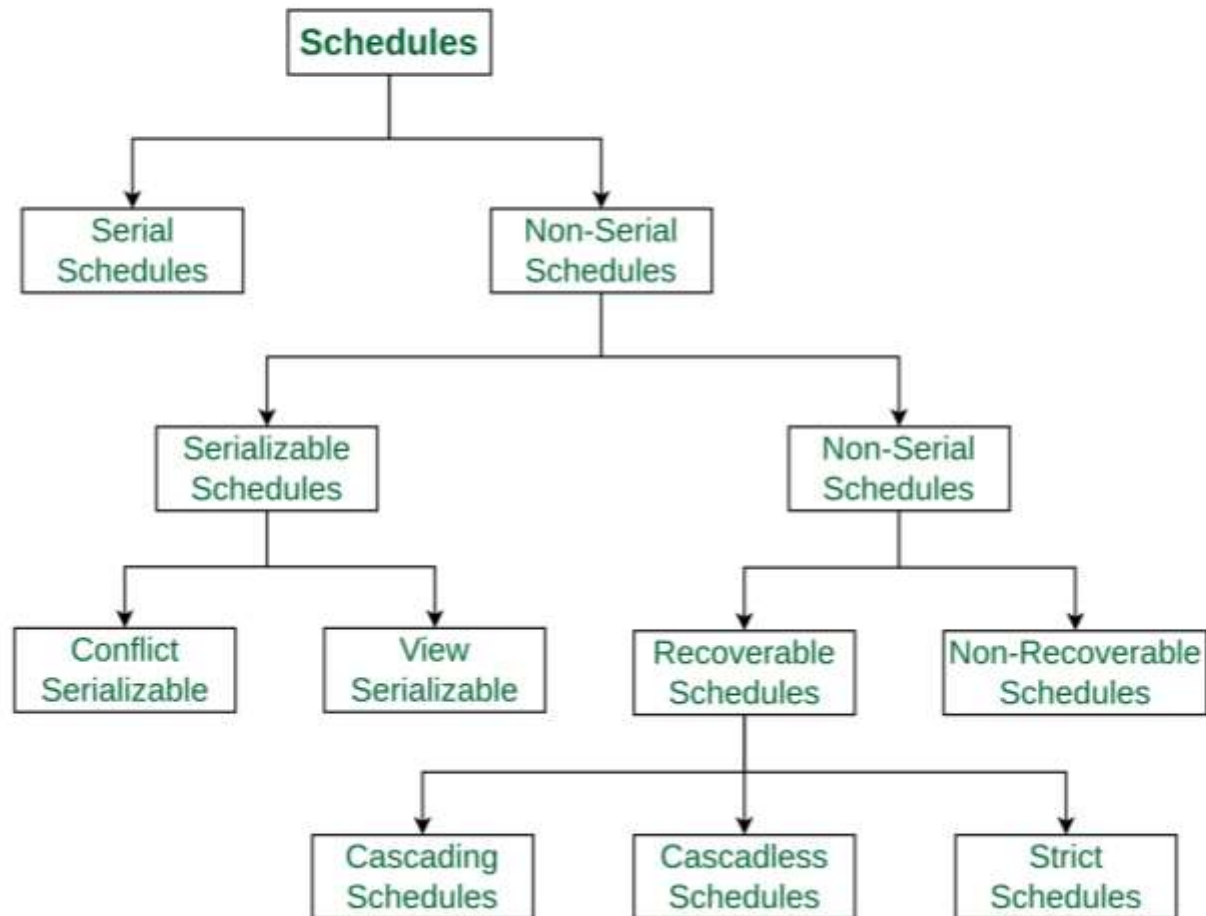 Schedules
Serial
Schedules
Non-Serial
Schedules
Serializable
Schedules
Non-Serial
Schedules
Conflict
Serializable
View
Serializable
Recoverable
Schedules
Non-Recoverable
Schedules
Cascading
Schedules
Cascadless
Schedules
Strict
Schedules